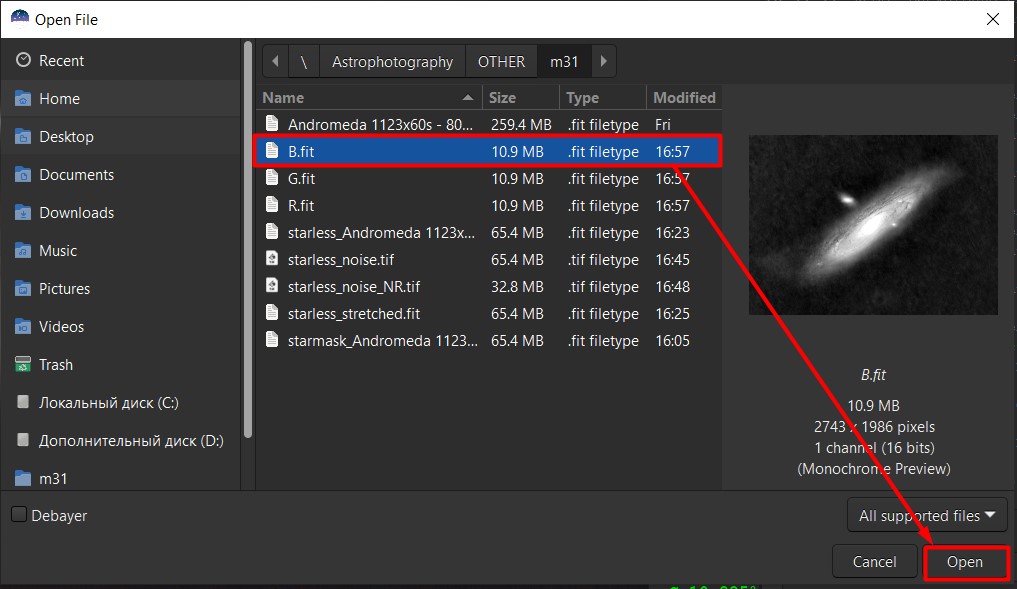 Open File
Recent
Home
Desktop
Documents
Downloads
Music
Pictures
Videos
Trash
Локальный диск (C:)
Дополнительный диск (D:)
m31
\ Astrophotography OTHER m31
Name Size Type Modified
Andromeda 1123x60s - 80... 259.4 MB .fit filetype Fri
B.fit 10.9 MB .fit filetype 16:57
G.fit 10.9 MB .fit filetype 16:57
R.fit 10.9 MB .fit filetype 16:57
starless_Andromeda 1123x... 65.4 MB .fit filetype 16:23
starless_noise.tif 65.4 MB .tif filetype 16:45
starless_noise_NR.tif 32.8 MB .tif filetype 16:48
starless_stretched.fit 65.4 MB .fit filetype 16:25
starmask_Andromeda 1123... 65.4 MB .fit filetype 16:05
B.fit
10.9 MB
2743 x 1986 pixels
1 channel (16 bits)
(Monochrome Preview)
Debayer
All supported files
Cancel Open